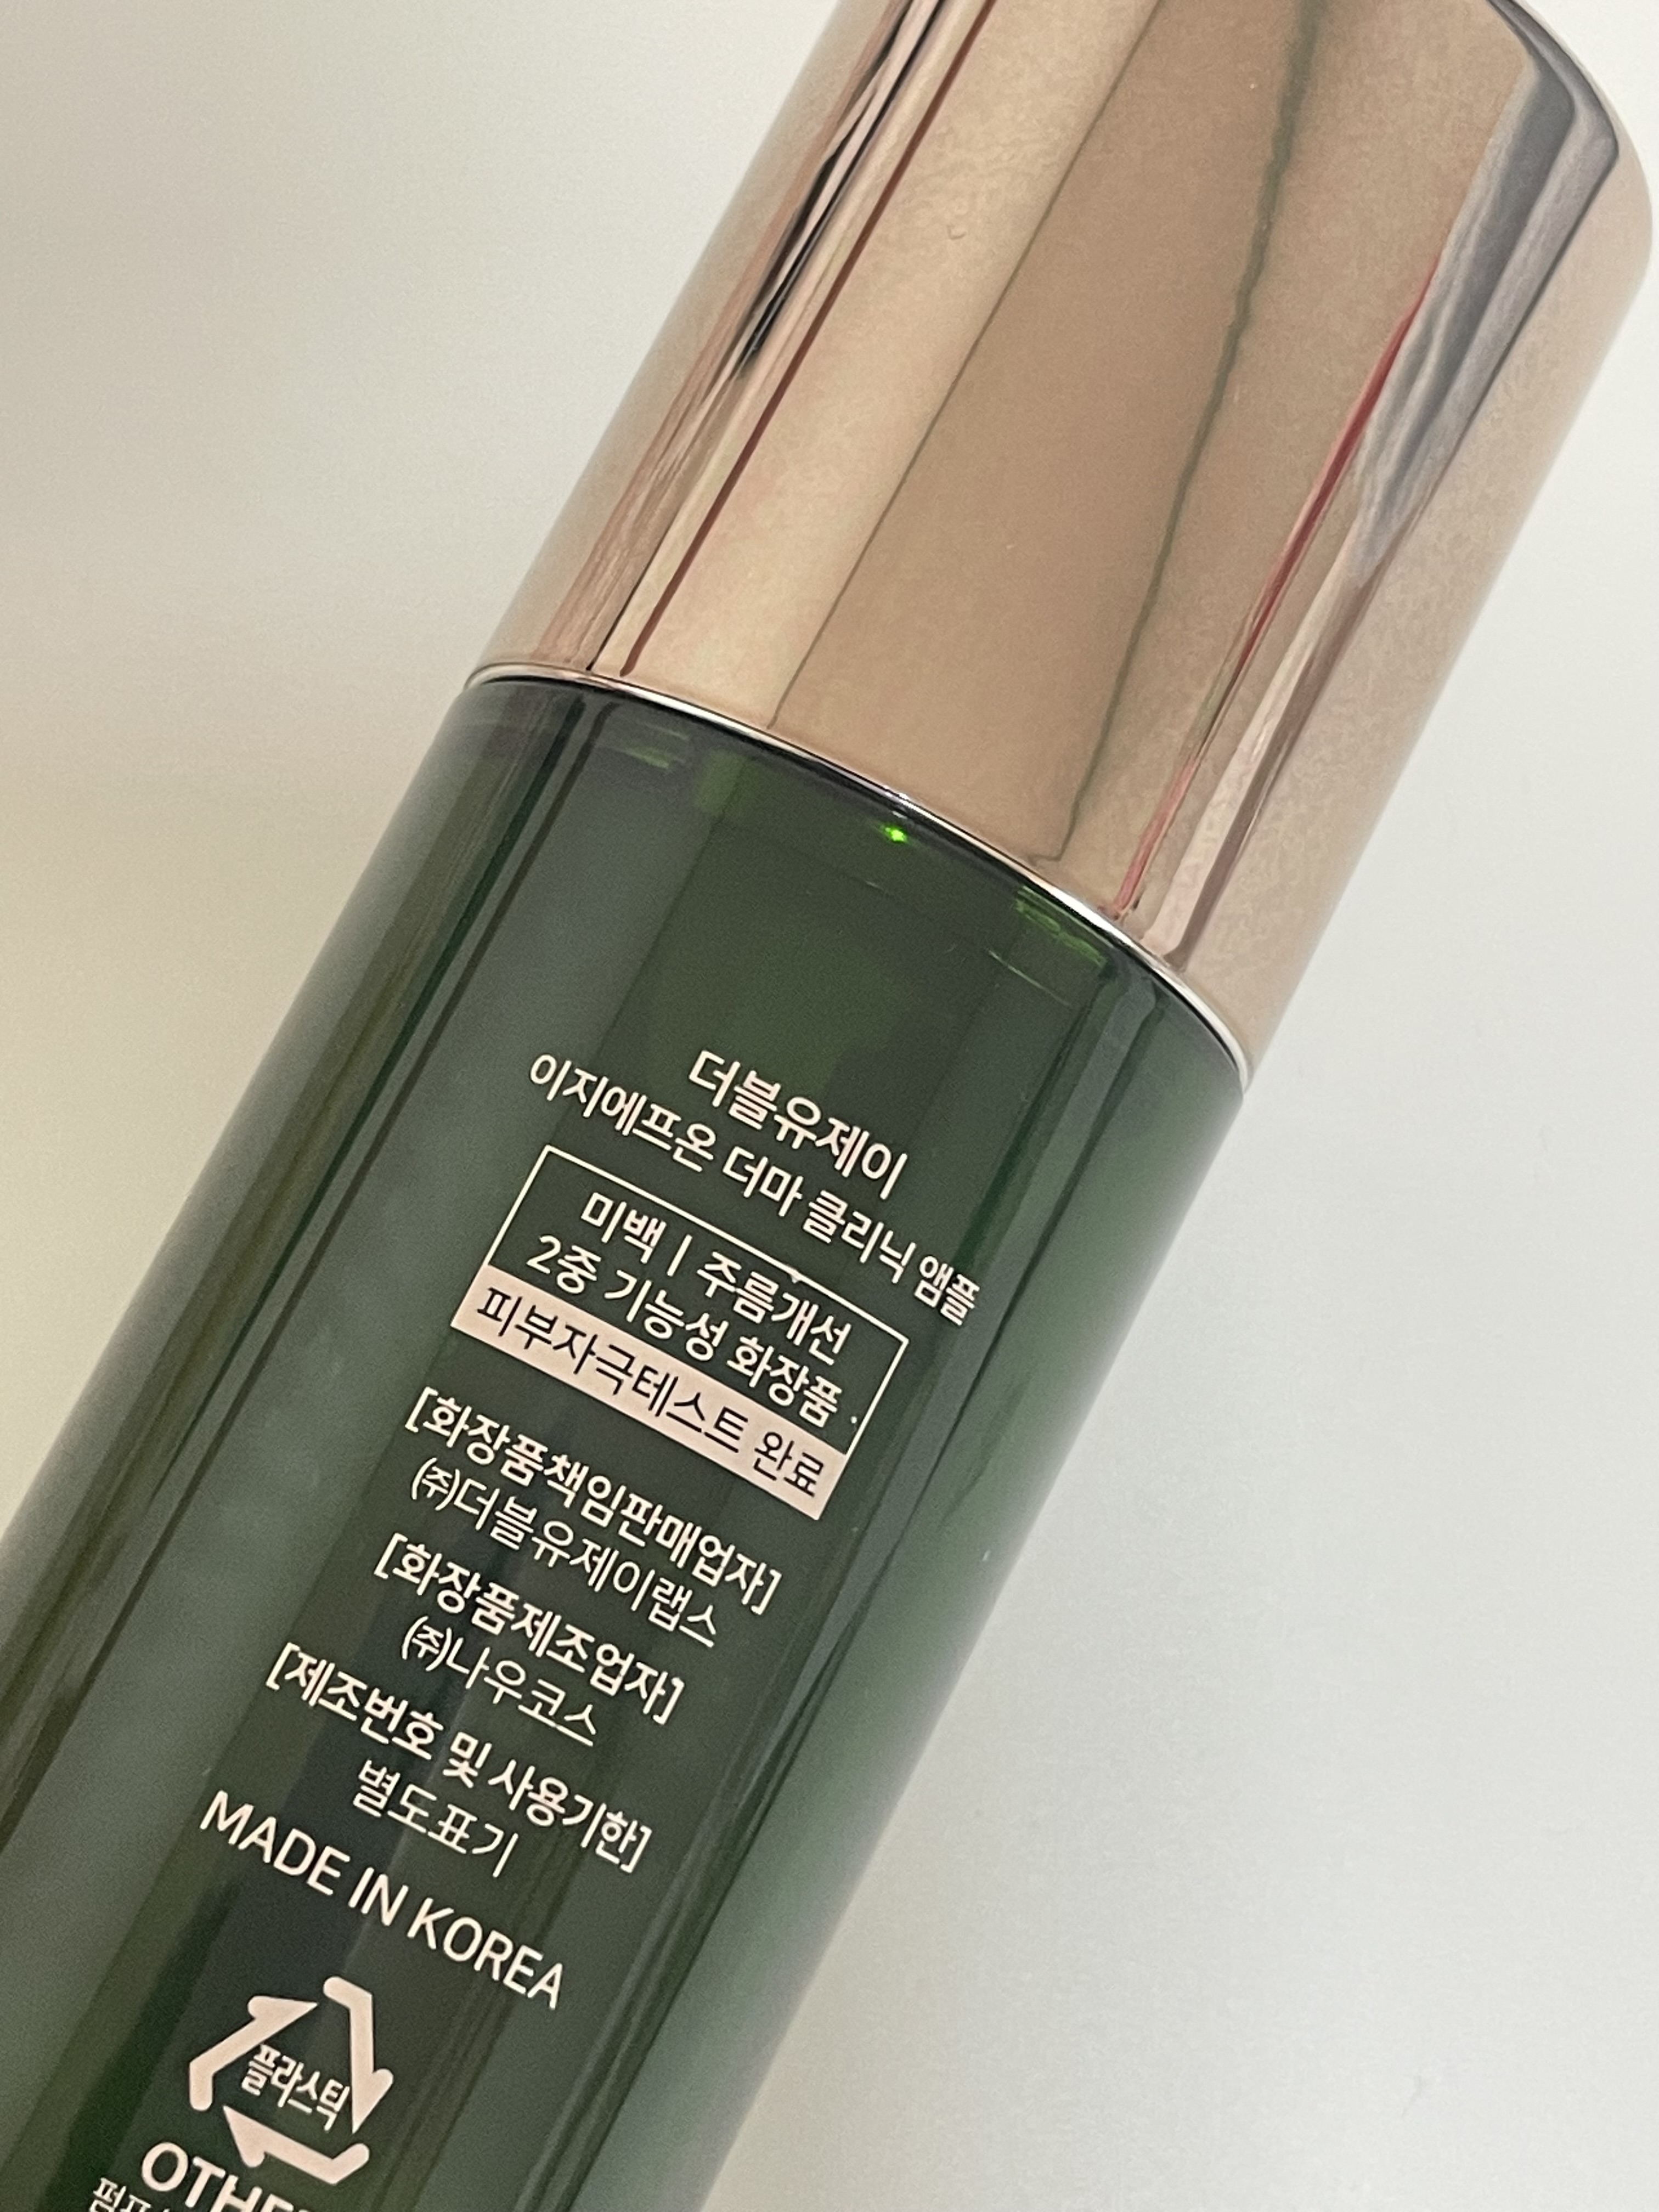 더블유제이
이지에프온 더마 클리닉 앰플
미백 | 주름개선
2중 기능성 화장품
피부자극테스트 완료
[화장품책임판매업자]
㈜더블유제이랩스
[화장품제조업자]
㈜나우코스
[제조번호 및 사용기한]
별도표기
MADE IN KOREA
플라스틱